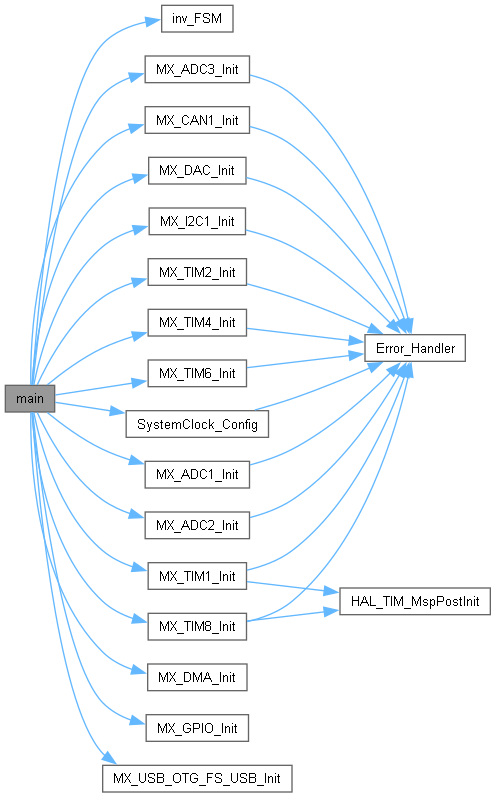 inv_FSM
MX_ADC3_Init
MX_CAN1_Init
MX_DAC_Init
MX_I2C1_Init
MX_TIM2_Init
MX_TIM4_Init
Error_Handler
MX_TIM6_Init
main
SystemClock_Config
MX_ADC1_Init
MX_ADC2_Init
MX_TIM1_Init
HAL_TIM_MspPostInit
MX_TIM8_Init
MX_DMA_Init
MX_GPIO_Init
MX_USB_OTG_FS_USB_Init